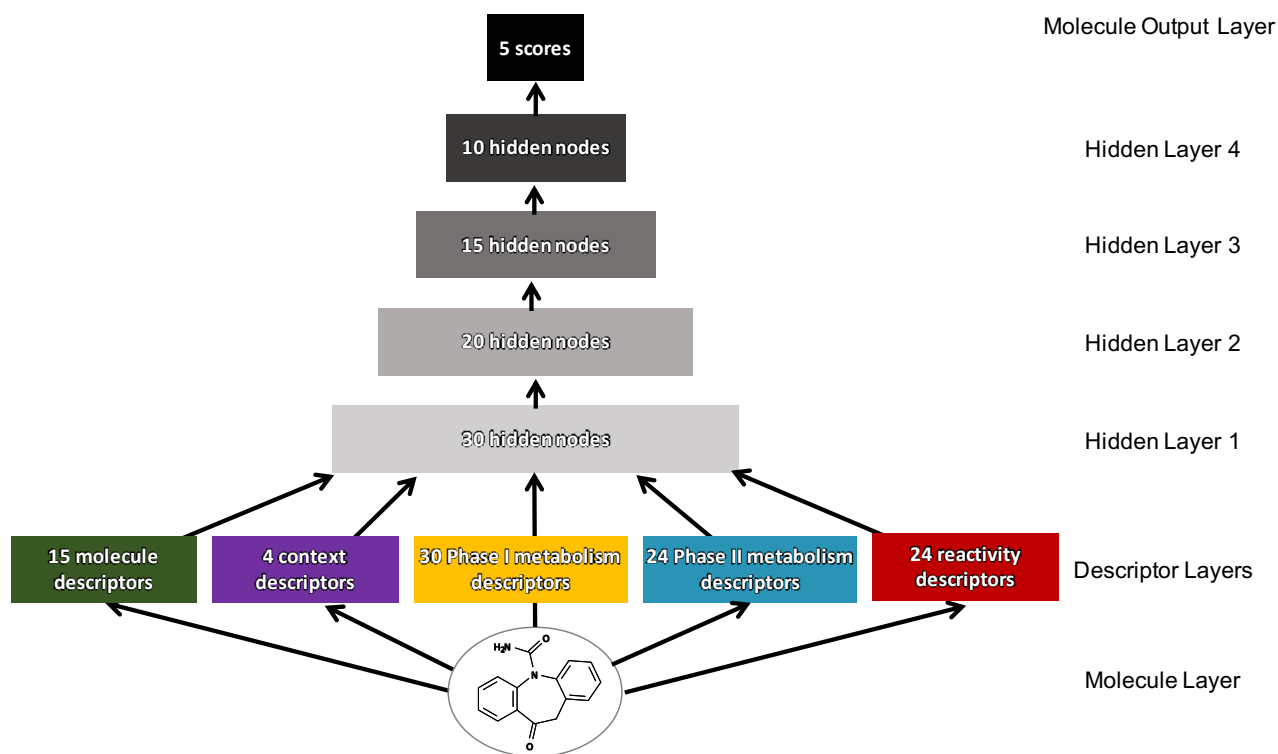 5 scores
Molecule Output Layer
10 hidden nodes
Hidden Layer 4
15 hidden nodes
Hidden Layer 3
20 hidden nodes
Hidden Layer 2
30 hidden nodes
Hidden Layer 1
15 molecule
descriptors
4 context
descriptors
30 Phase I metabolism
descriptors
24 Phase II metabolism
descriptors
24 reactivity
descriptors
Descriptor Layers
H₂N
O
N
O
Molecule Layer